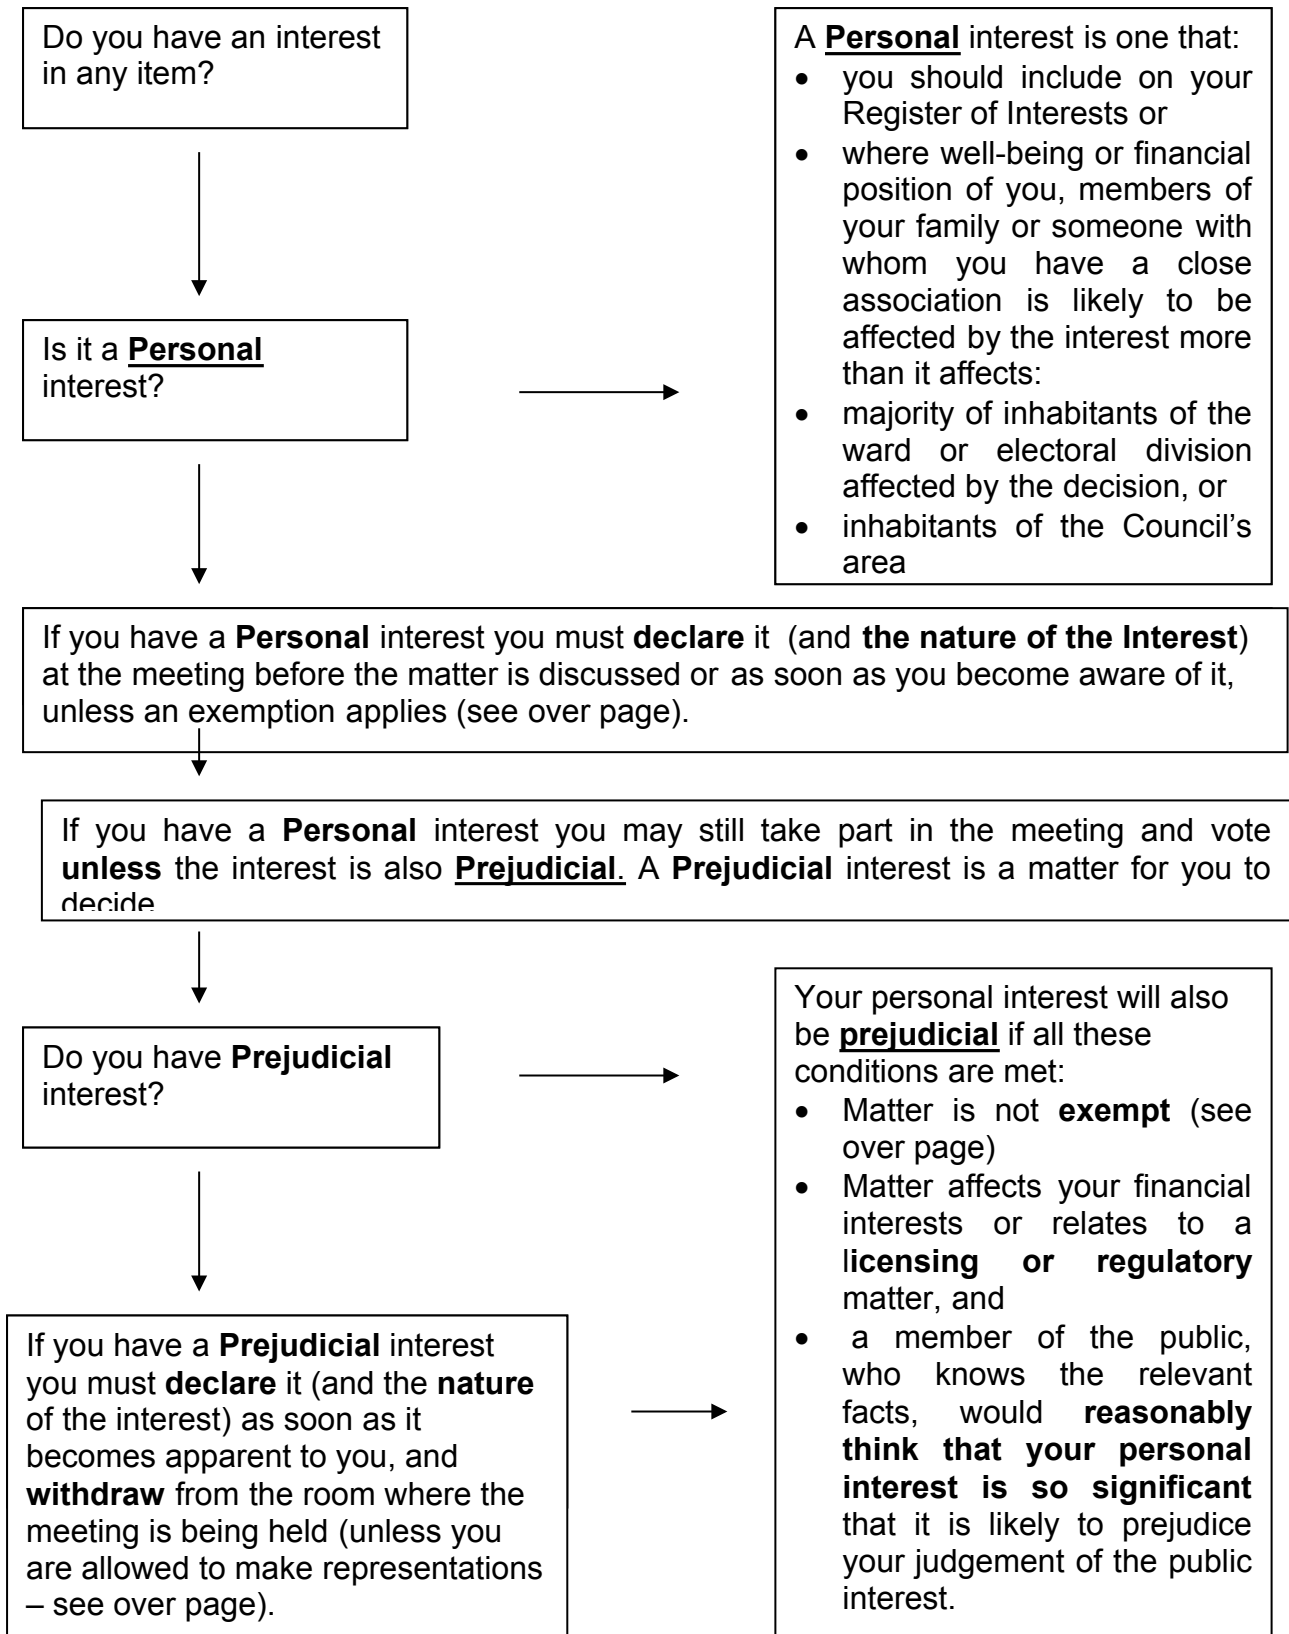 Do you have an interest
in any item?
A Personal interest is one that:
• you should include on your
Register of Interests or
• where well-being or financial
position of you, members of
your family or someone with
whom you have a close
association is likely to be
affected by the interest more
than it affects:
• majority of inhabitants of the
ward or electoral division
affected by the decision, or
• inhabitants of the Council’s
area
Is it a Personal
interest?
If you have a Personal interest you must declare it (and the nature of the Interest)
at the meeting before the matter is discussed or as soon as you become aware of it,
unless an exemption applies (see over page).
If you have a Personal interest you may still take part in the meeting and vote
unless the interest is also Prejudicial. A Prejudicial interest is a matter for you to
decide
Do you have Prejudicial
interest?
Your personal interest will also
be prejudicial if all these
conditions are met:
• Matter is not exempt (see
over page)
• Matter affects your financial
interests or relates to a
licensing or regulatory
matter, and
• a member of the public,
who knows the relevant
facts, would reasonably
think that your personal
interest is so significant
that it is likely to prejudice
your judgement of the public
interest.
If you have a Prejudicial interest
you must declare it (and the nature
of the interest) as soon as it
becomes apparent to you, and
withdraw from the room where the
meeting is being held (unless you
are allowed to make representations
– see over page).